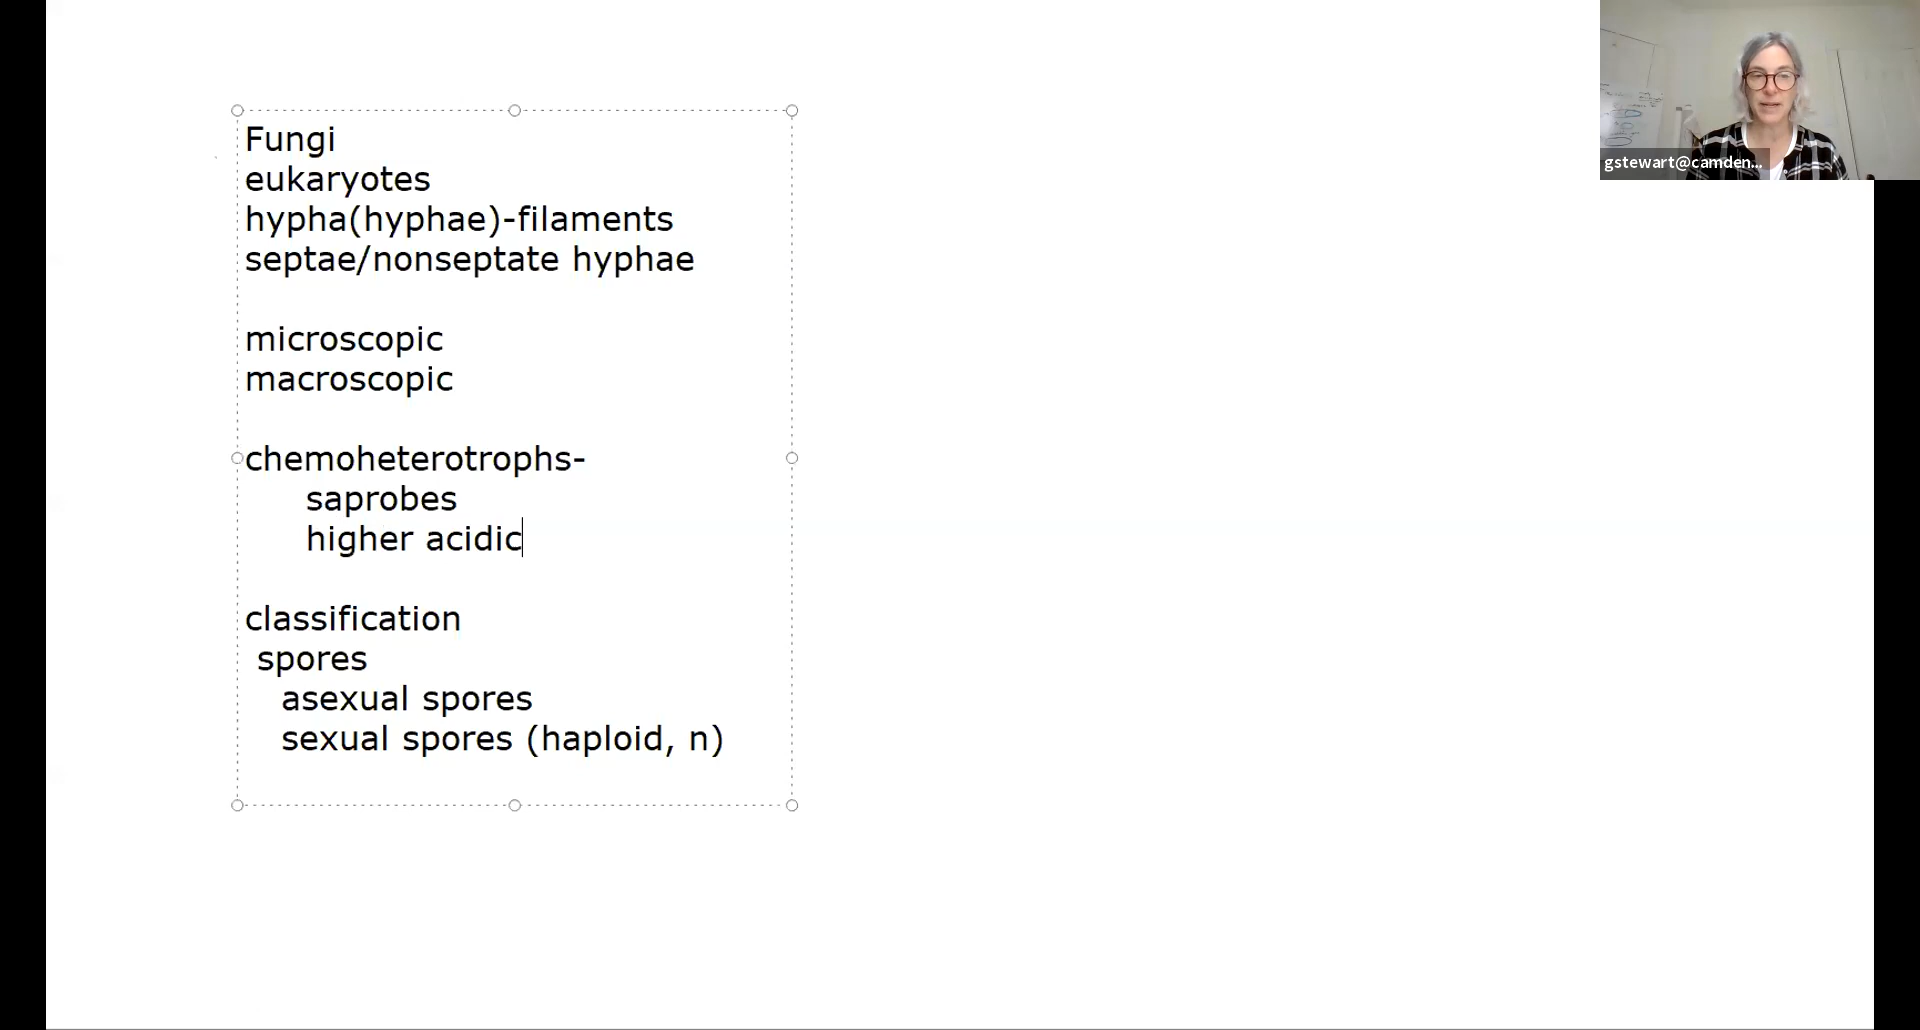 Fungi
eukaryotes
hypha(hyphae)-filaments
septae/nonseptate hyphae
microscopic
macroscopic
chemoheterotrophs-
saprobes
higher acidic
classification
spores
asexual spores
sexual spores (haploid, n)
gstewart@camden...